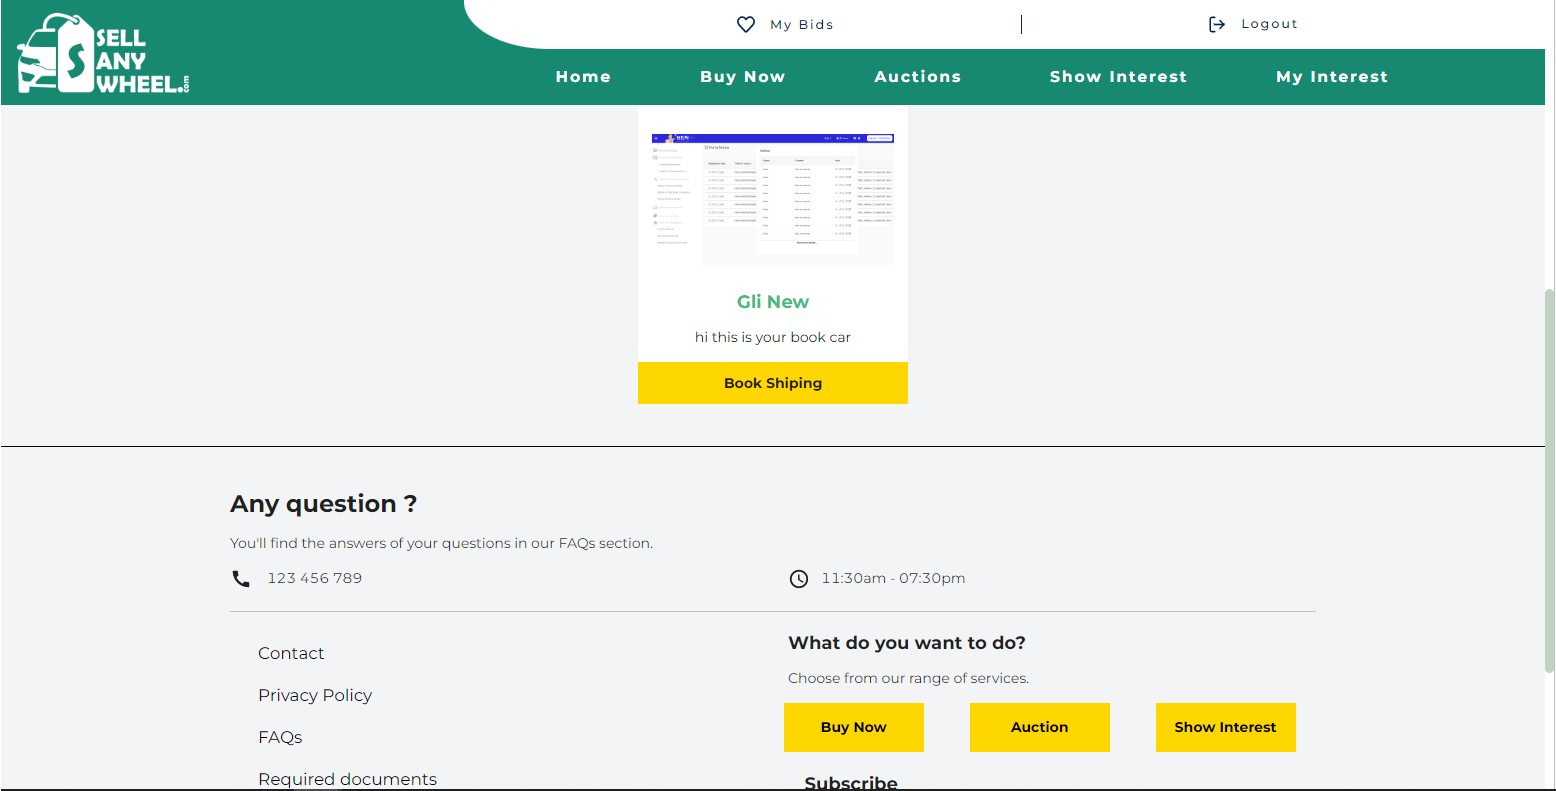 SELL
ANY
WHEEL.com
My Bids
Logout
Home
Buy Now
Auctions
Show Interest
My Interest
Gli New
hi this is your book car
Book Shiping
Any question ?
You'll find the answers of your questions in our FAQs section.
123 456 789
11:30am - 07:30pm
Contact
Privacy Policy
FAQs
Required documents
What do you want to do?
Choose from our range of services.
Buy Now
Auction
Show Interest
Subscribe